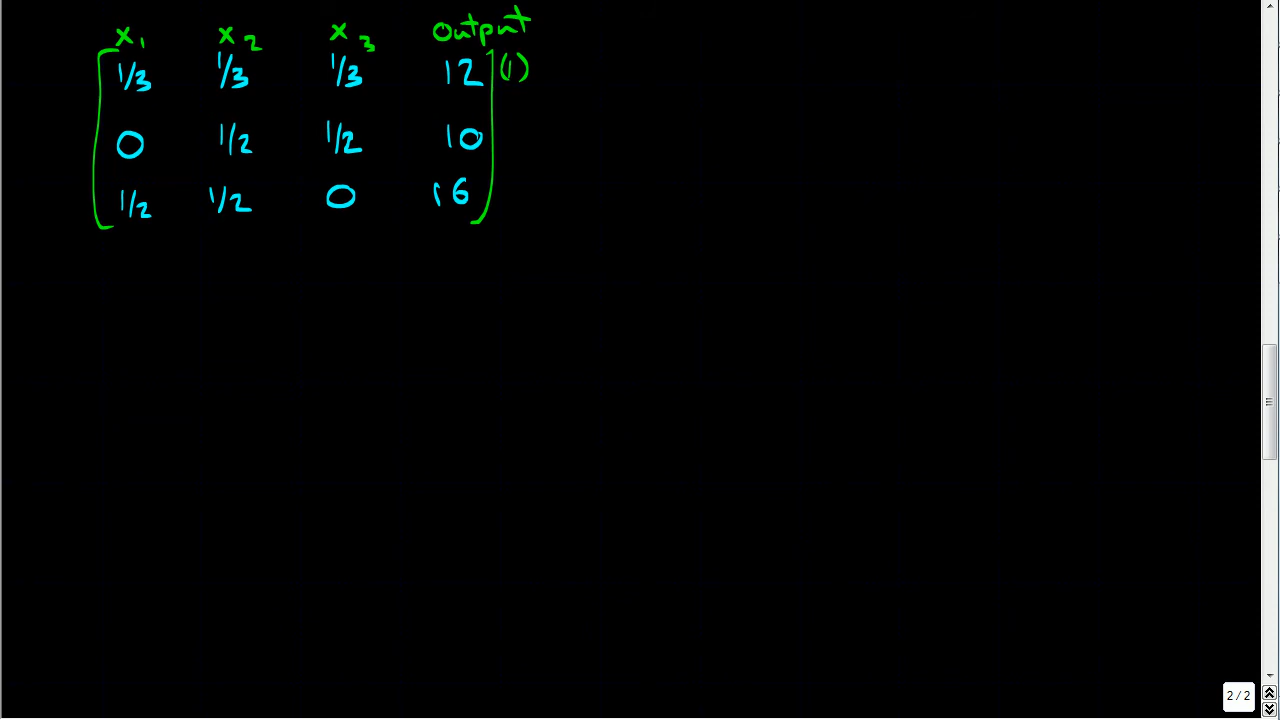 x1 x2 x3 output
1/3 1/3 1/3 12 (1)
0 1/2 1/2 10
1/2 1/2 0 16
2 / 2